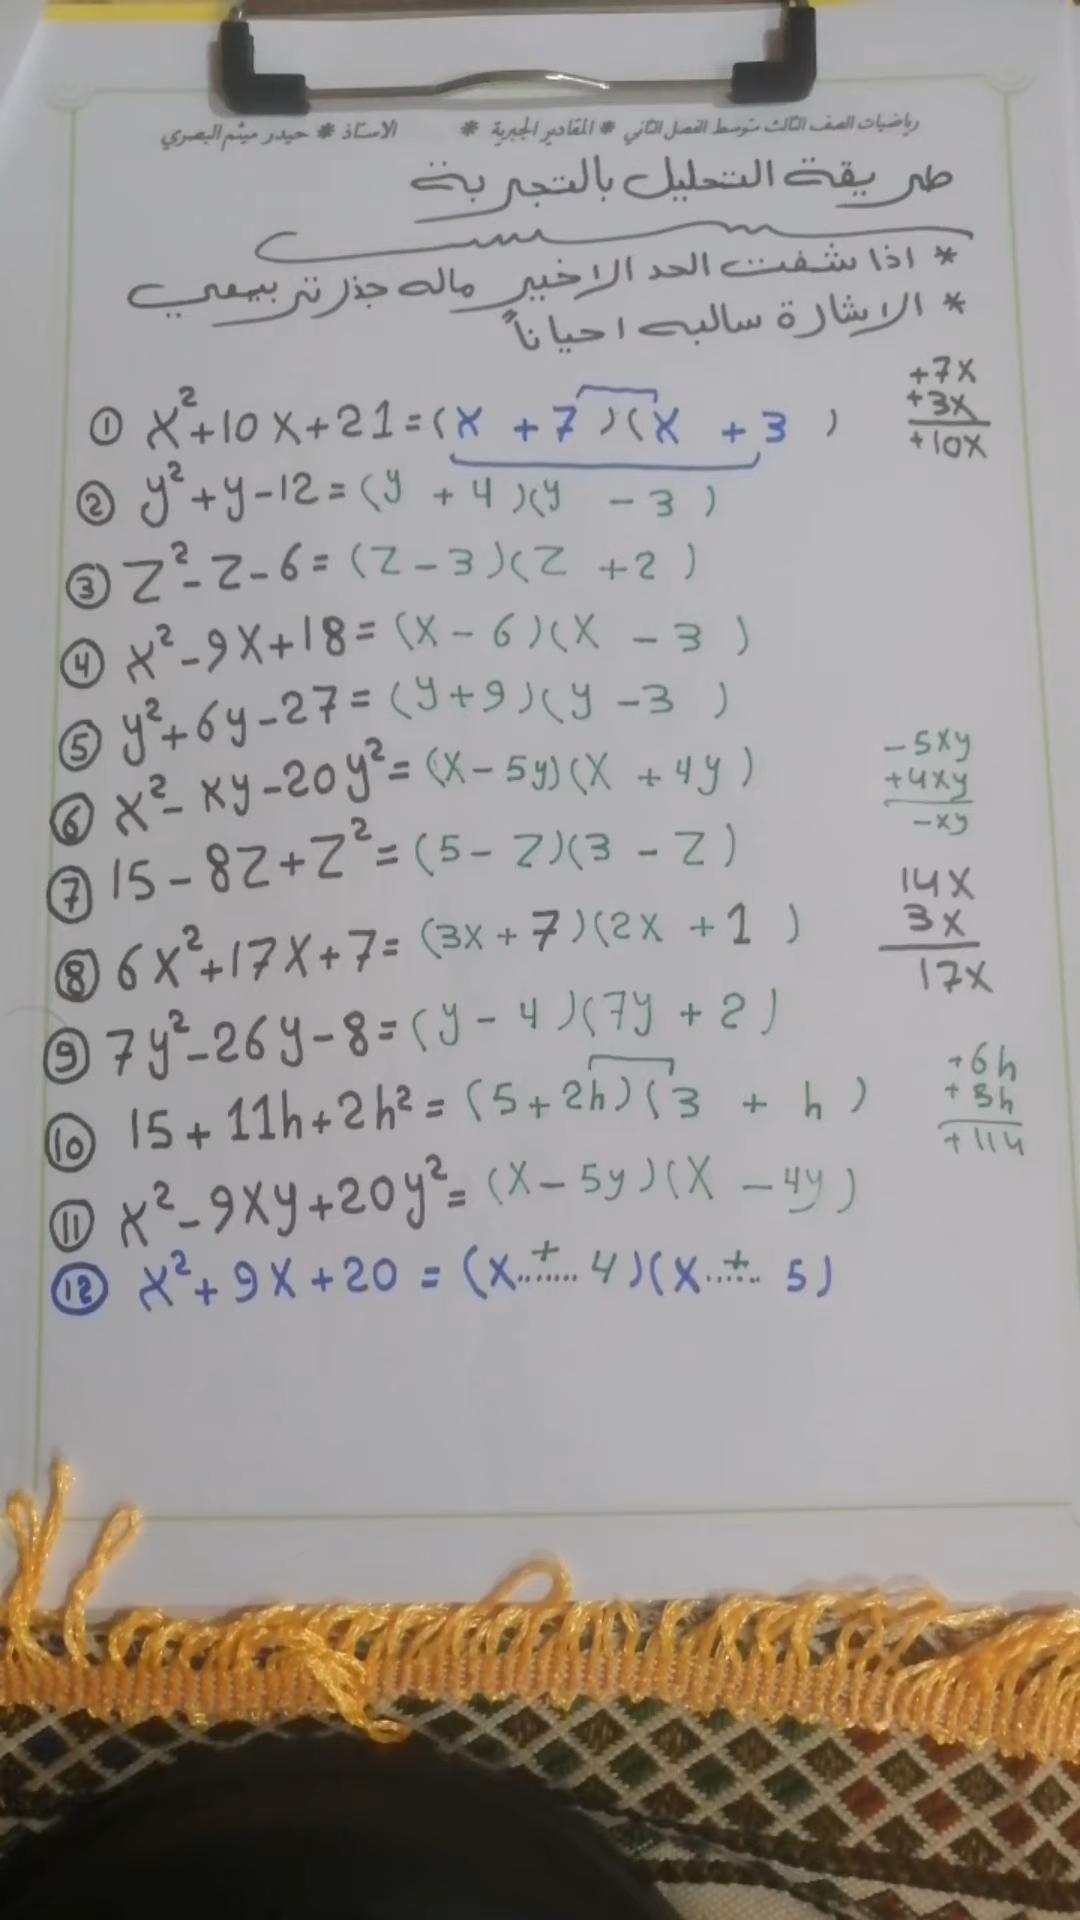 رياضيات الصف الثالث متوسط الفصل الثاني * المقادير الجبرية * الاستاذ * حيدر ميثم البصري
طريقة التحليل بالتجربة
* اذا شفت الحد الاخير ماله جذر تربيعي
* الاشارة سالبه احياناً
① x²+10x+21=(x +7)(x +3) +7x
+3x
+10x
② y²+y-12=(y +4)(y -3)
③ Z²-Z-6=(Z-3)(Z+2)
④ x²-9x+18=(x-6)(x-3)
⑤ y²+6y-27=(y+9)(y-3)
⑥ x²-xy-20y²=(x-5y)(x+4y) -5xy
+4xy
-xy
⑦ 15-8Z+Z²=(5-Z)(3-Z)
⑧ 6x²+17x+7=(3x+7)(2x+1) 14x
3x
17x
⑨ 7y²-26y-8=(y-4)(7y+2)
⑩ 15+11h+2h²=(5+2h)(3+h) +6h
+5h
+11h
⑪ x²-9xy+20y²=(x-5y)(x-4y)
⑫ x²+9x+20=(x...+...4)(x...+...5)